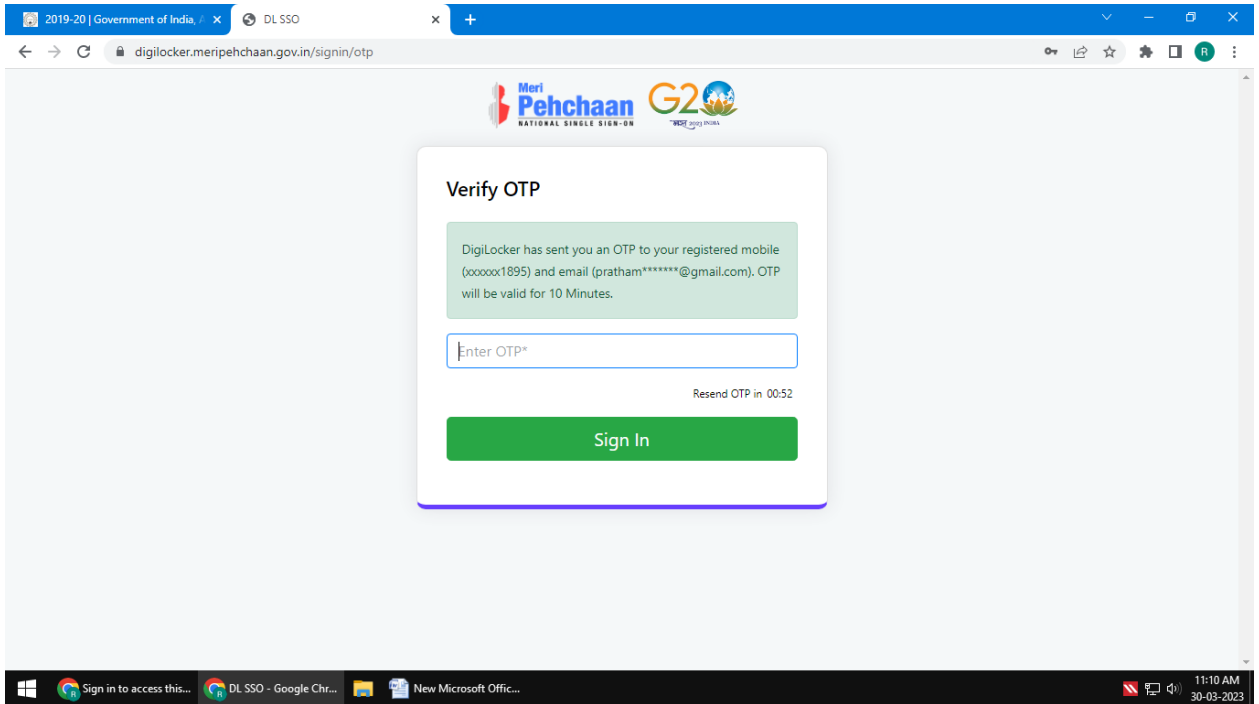 2019-20 | Government of India, A
DL SSO
digilocker.meripehchaan.gov.in/signin/otp
R
Meri
Pehchaan
NATIONAL SINGLE SIGN-ON
G20
भारत 2023 INDIA
Verify OTP
DigiLocker has sent you an OTP to your registered mobile
(xxxxxx1895) and email (pratham*******@gmail.com). OTP
will be valid for 10 Minutes.
Enter OTP*
Resend OTP in 00:52
Sign In
Sign in to access this...
DL SSO - Google Chr...
New Microsoft Offic...
11:10 AM
30-03-2023